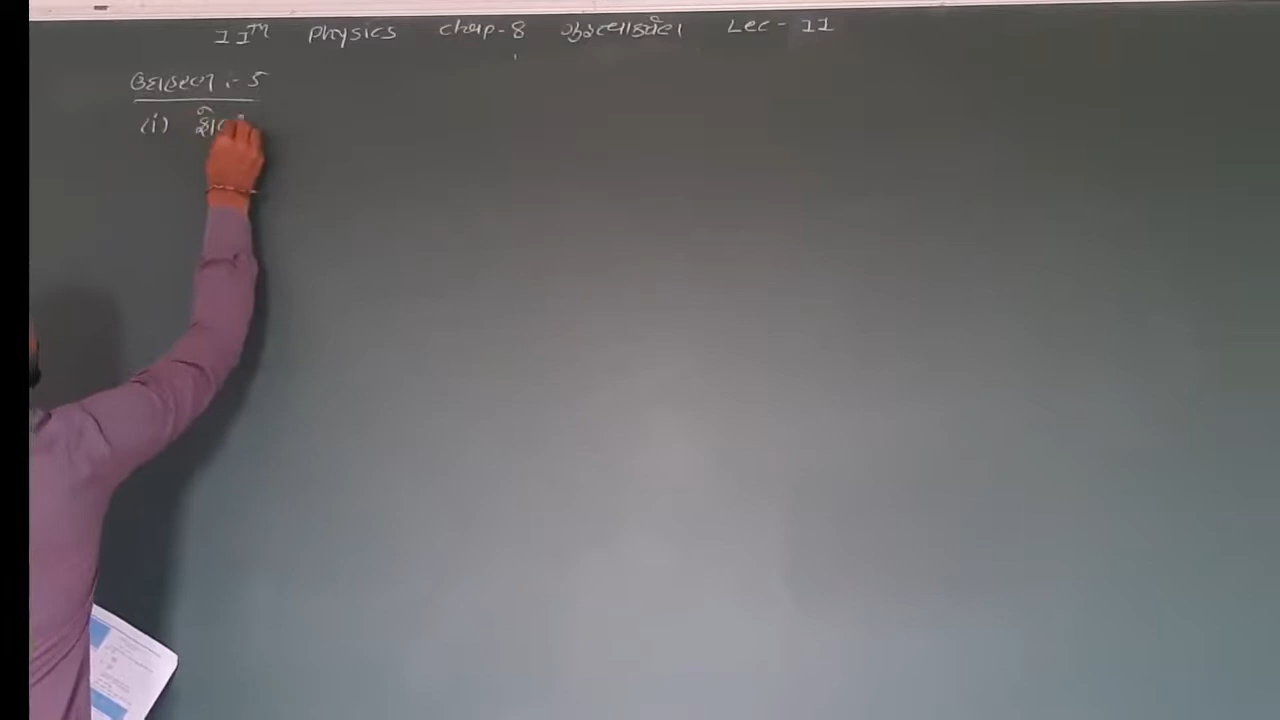 11TH Physics Chap-8 ગુરુત્વાકર્ષણ Lec-11
ઉદાહરણ :- 5
(i)